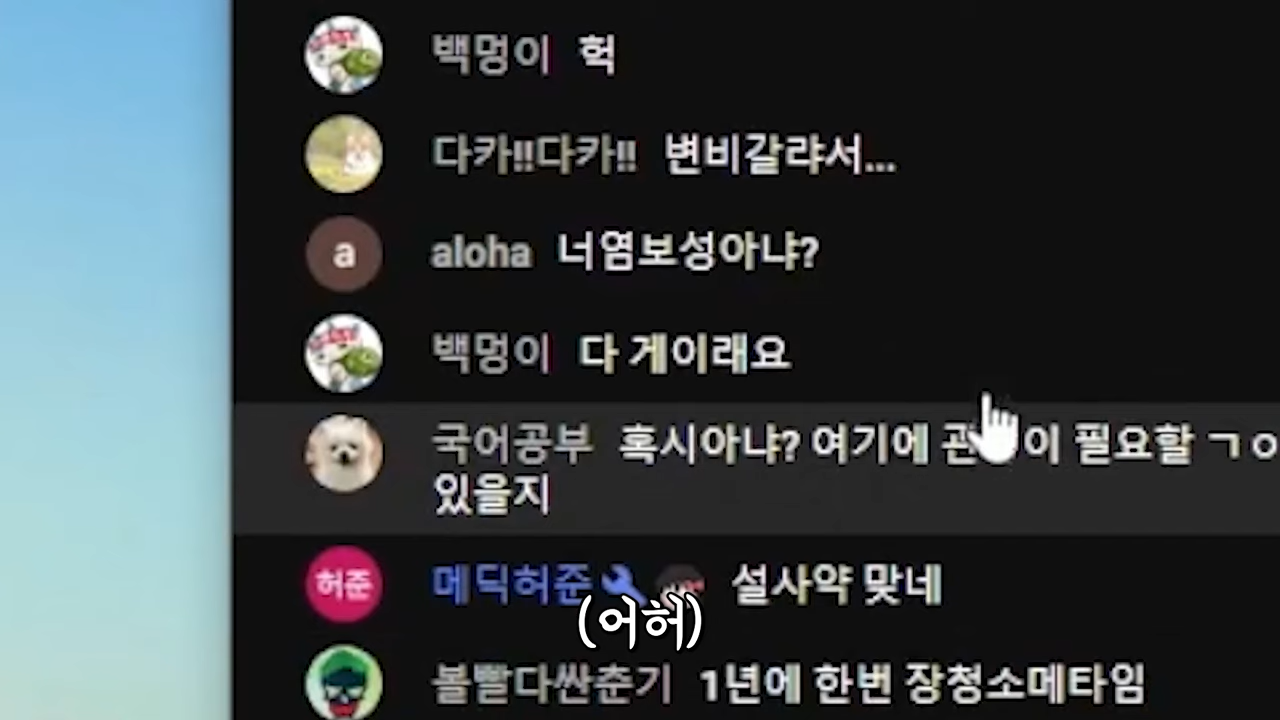 백멍이 헉
다카!!다카!! 변비갈랴서...
a aloha 너염보성아냐?
백멍이 다 게이래요
국어공부 혹시아냐? 여기에 이 필요할 ㄱㅇ
있을지
허준 메딕허준 설사약 맞네
(어허)
볼빨다싼춘기 1년에 한번 장청소메타임